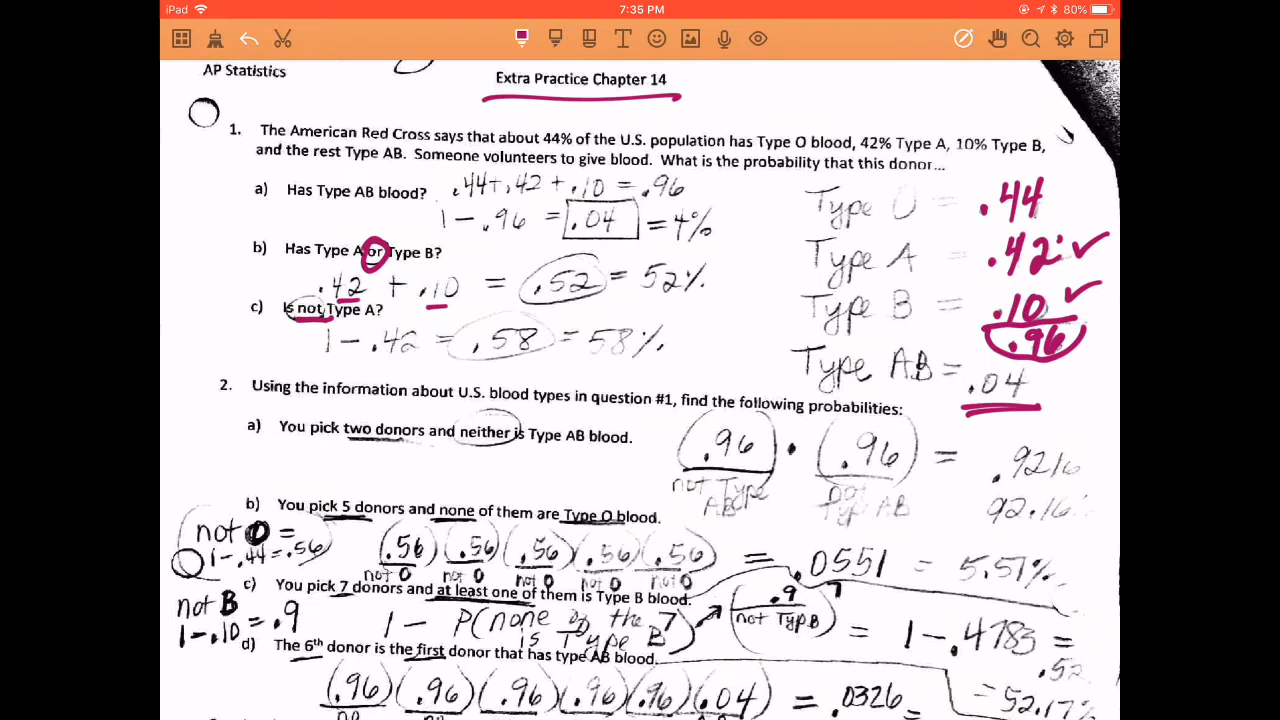 iPad 7:35 PM 80%
AP Statistics
Extra Practice Chapter 14
1. The American Red Cross says that about 44% of the U.S. population has Type O blood, 42% Type A, 10% Type B,
and the rest Type AB. Someone volunteers to give blood. What is the probability that this donor...
a) Has Type AB blood? .44+.42 + .10 = .96
1 - .96 = .04 = 4%
Type O = .44
b) Has Type A or Type B?
Type A = .42
.42 + .10 = .52 = 52%
Type B = .10
.96
c) Is not Type A?
1 - .42 = .58 = 58%
Type AB = .04
2. Using the information about U.S. blood types in question #1, find the following probabilities:
a) You pick two donors and neither is Type AB blood.
(.96) · (.96) = .9216
not Type AB not Type AB 92.16
b) You pick 5 donors and none of them are Type O blood.
not O =
1-.44=.56
(.56)(.56)(.56)(.56)(.56) = .0551 = 5.51%
not O not O not O not O not O
c) You pick 7 donors and at least one of them is Type B blood.
not B
1-.10 = .9
1 - P(none of the 7 is Type B) (.9)7 = 1-.4783 =
not Type B
.52
= 52.17%
d) The 6th donor is the first donor that has type AB blood.
(.96)(.96)(.96)(.96)(.96)(.04) = .0326 =